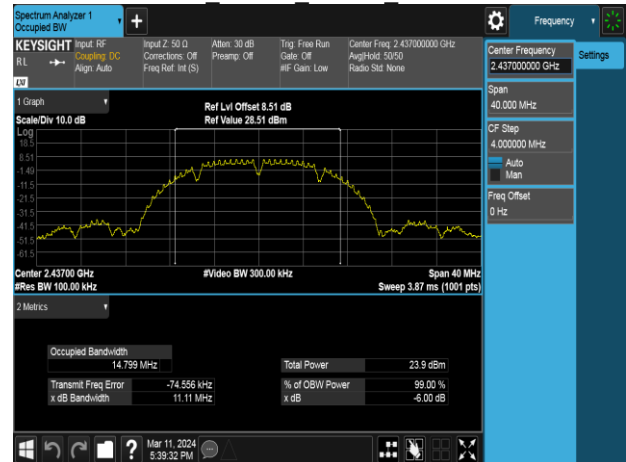 Spectrum Analyzer 1
Occupied BW
Frequency
KEYSIGHT
RL
LXI
Input: RF
Coupling: DC
Align: Auto
Input Z: 50 Ω
Corrections: Off
Freq Ref: Int (S)
Atten: 30 dB
Preamp: Off
Trig: Free Run
Gate: Off
#IF Gain: Low
Center Freq: 2.437000000 GHz
Avg|Hold: 50/50
Radio Std: None
Center Frequency
2.437000000 GHz
Settings
Span
40.000 MHz
CF Step
4.000000 MHz
Auto
Man
Freq Offset
0 Hz
1 Graph
Scale/Div 10.0 dB
Ref Lvl Offset 8.51 dB
Ref Value 28.51 dBm
Log
18.5
8.51
-1.49
-11.5
-21.5
-31.5
-41.5
-51.5
-61.5
Center 2.43700 GHz
#Video BW 300.00 kHz
Span 40 MHz
#Res BW 100.00 kHz
Sweep 3.87 ms (1001 pts)
2 Metrics
Occupied Bandwidth
14.799 MHz
Total Power 23.9 dBm
Transmit Freq Error -74.556 kHz
% of OBW Power 99.00 %
x dB Bandwidth 11.11 MHz
x dB -6.00 dB
?
Mar 11, 2024
5:39:32 PM